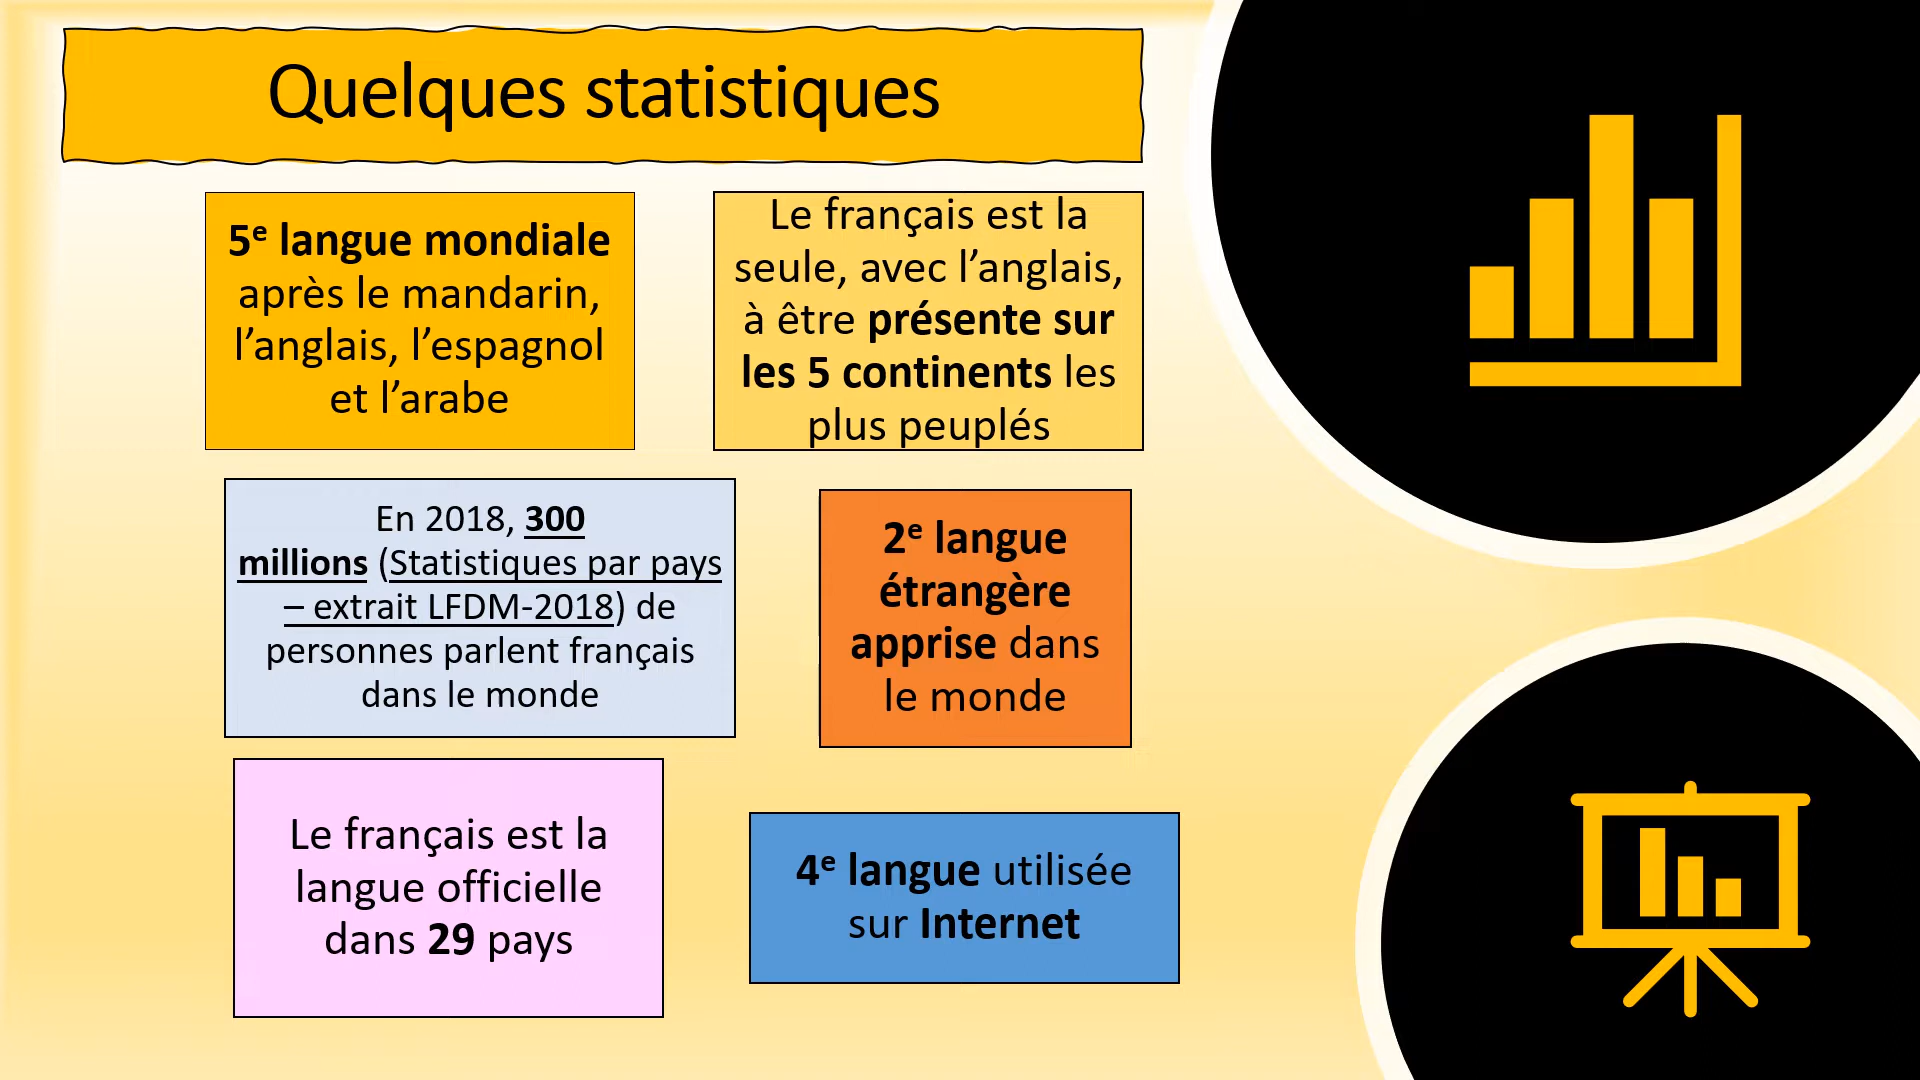 Quelques statistiques
5e langue mondiale
après le mandarin,
l’anglais, l’espagnol
et l’arabe
Le français est la
seule, avec l’anglais,
à être présente sur
les 5 continents les
plus peuplés
En 2018, 300
millions (Statistiques par pays
– extrait LFDM-2018) de
personnes parlent français
dans le monde
2e langue
étrangère
apprise dans
le monde
Le français est la
langue officielle
dans 29 pays
4e langue utilisée
sur Internet